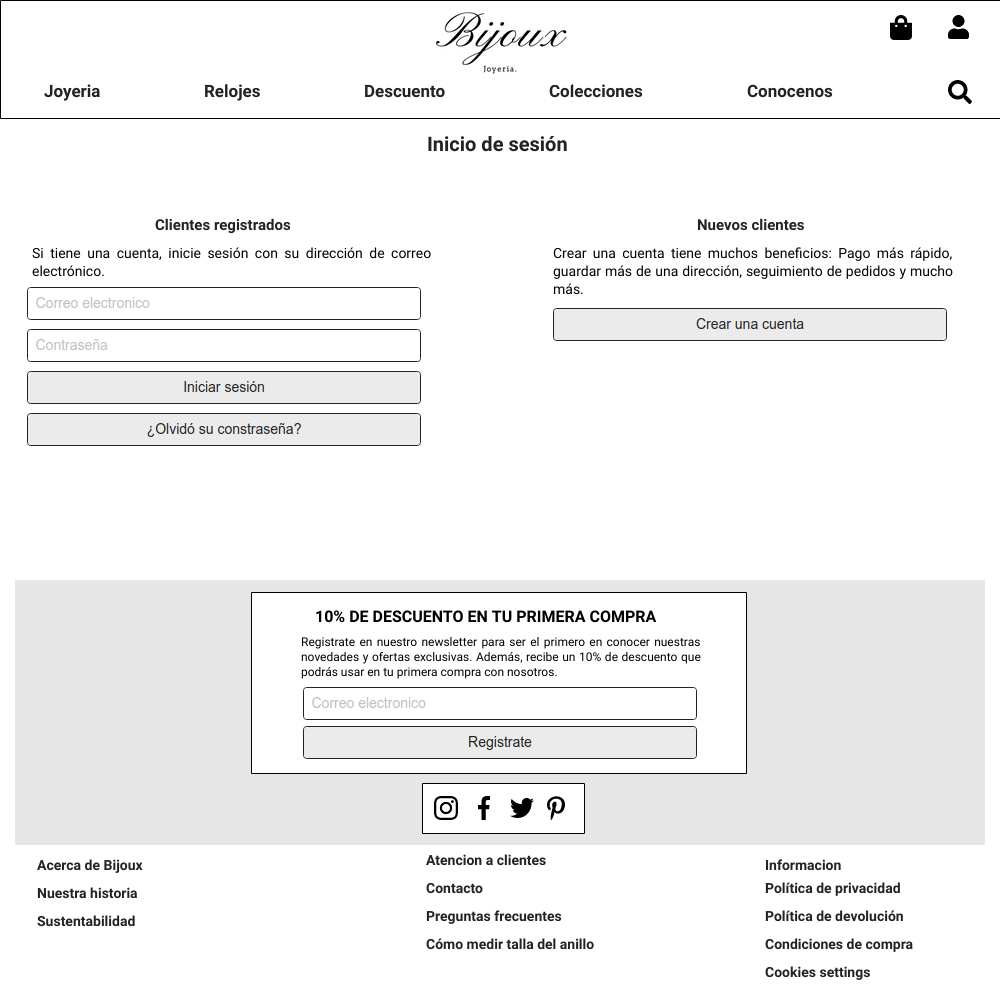 Bijoux
Joyería.
Joyeria
Relojes
Descuento
Colecciones
Conocenos
Inicio de sesión
Clientes registrados
Si tiene una cuenta, inicie sesión con su dirección de correo
electrónico.
Correo electronico
Contraseña
Iniciar sesión
¿Olvidó su constraseña?
Nuevos clientes
Crear una cuenta tiene muchos beneficios: Pago más rápido,
guardar más de una dirección, seguimiento de pedidos y mucho
más.
Crear una cuenta
10% DE DESCUENTO EN TU PRIMERA COMPRA
Registrate en nuestro newsletter para ser el primero en conocer nuestras
novedades y ofertas exclusivas. Además, recibe un 10% de descuento que
podrás usar en tu primera compra con nosotros.
Correo electronico
Registrate
Acerca de Bijoux
Nuestra historia
Sustentabilidad
Atencion a clientes
Contacto
Preguntas frecuentes
Cómo medir talla del anillo
Informacion
Política de privacidad
Política de devolución
Condiciones de compra
Cookies settings